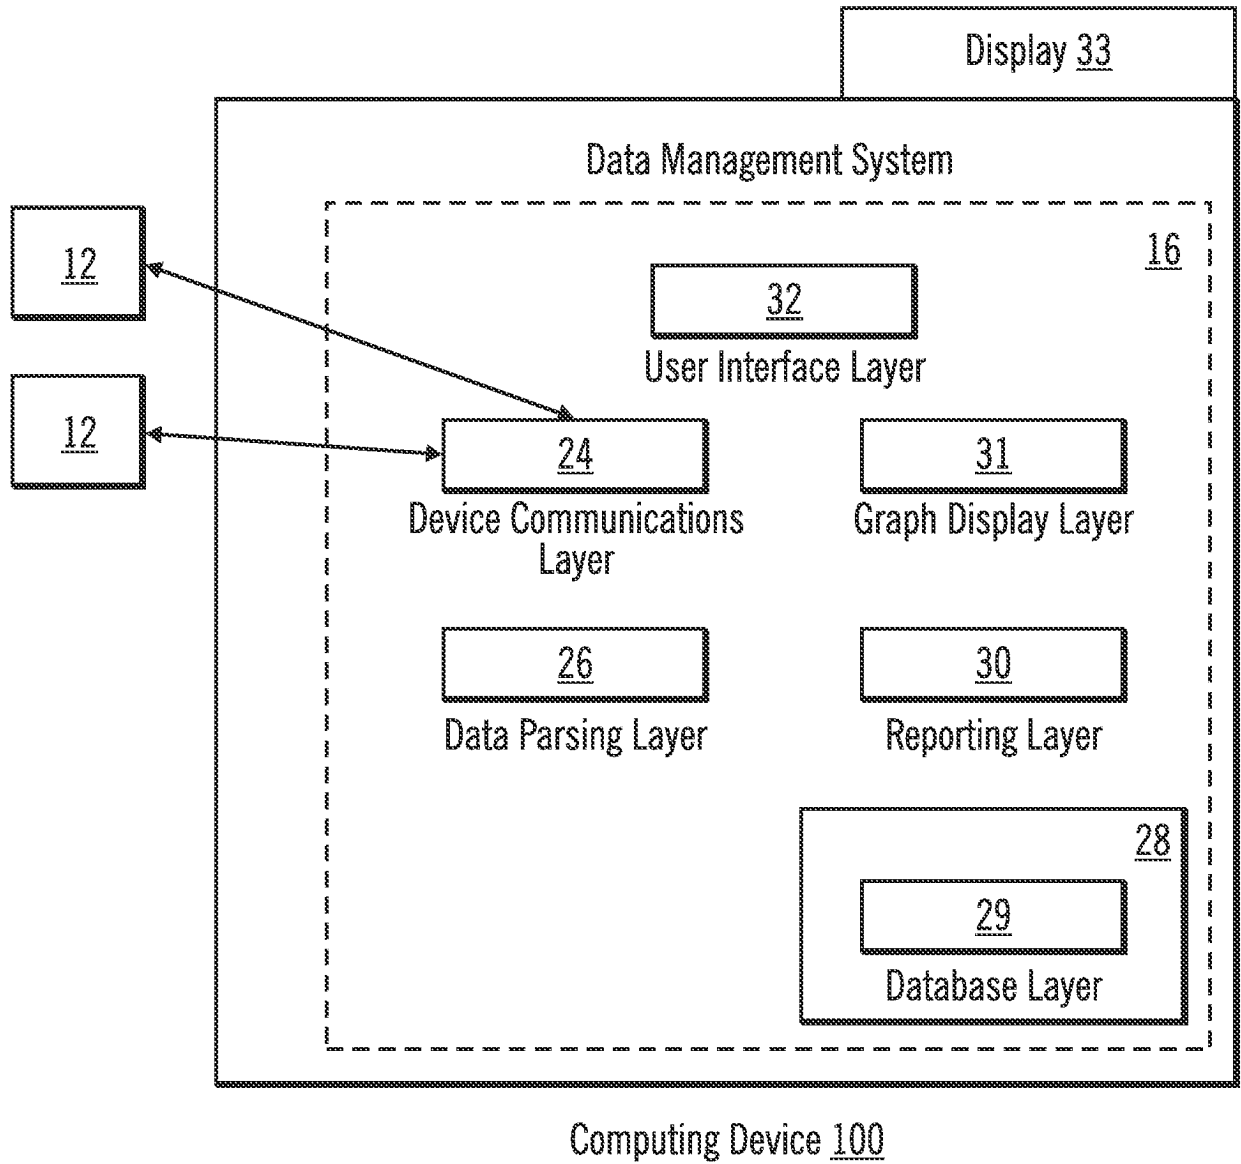 Display 33
Data Management System
16
12
32
User Interface Layer
12
24
31
Device Communications
Layer
Graph Display Layer
26
30
Data Parsing Layer
Reporting Layer
28
29
Database Layer
Computing Device 100